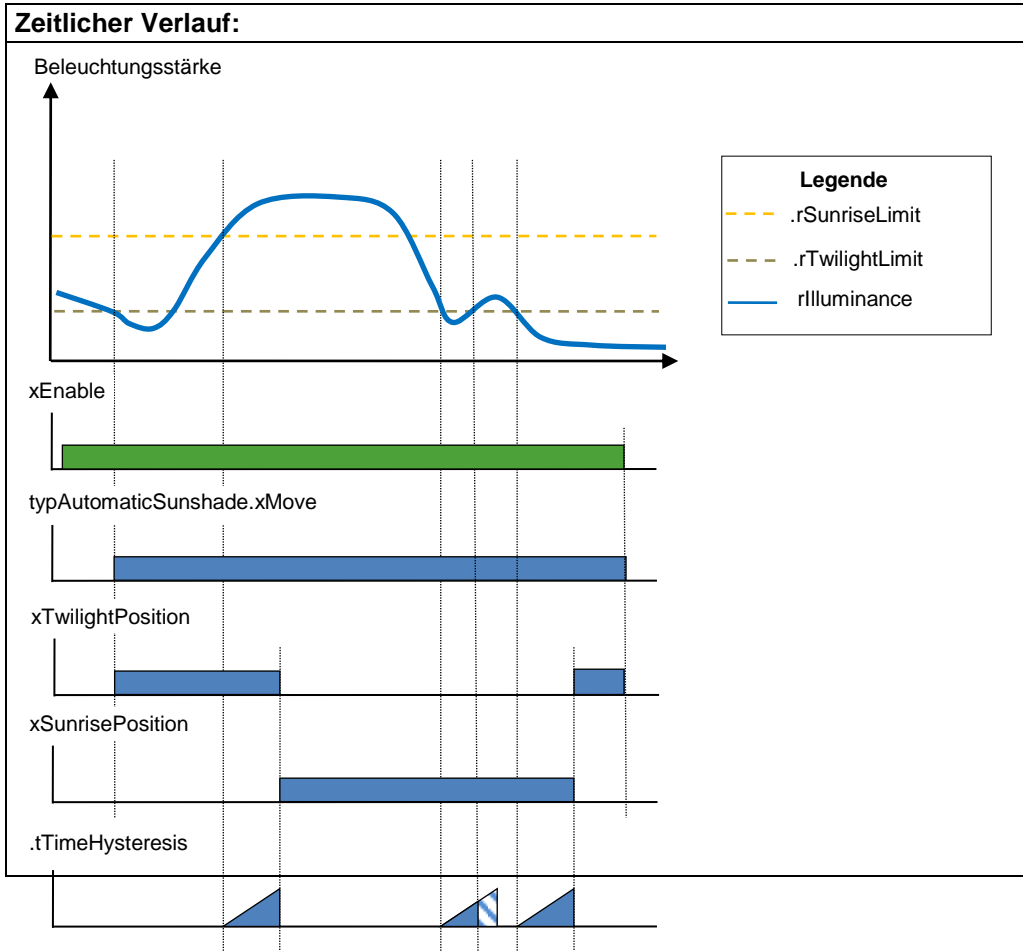 Zeitlicher Verlauf:
Beleuchtungsstärke
Legende
.rSunriseLimit
.rTwilightLimit
rIlluminance
xEnable
typAutomaticSunshade.xMove
xTwilightPosition
xSunrisePosition
.tTimeHysteresis